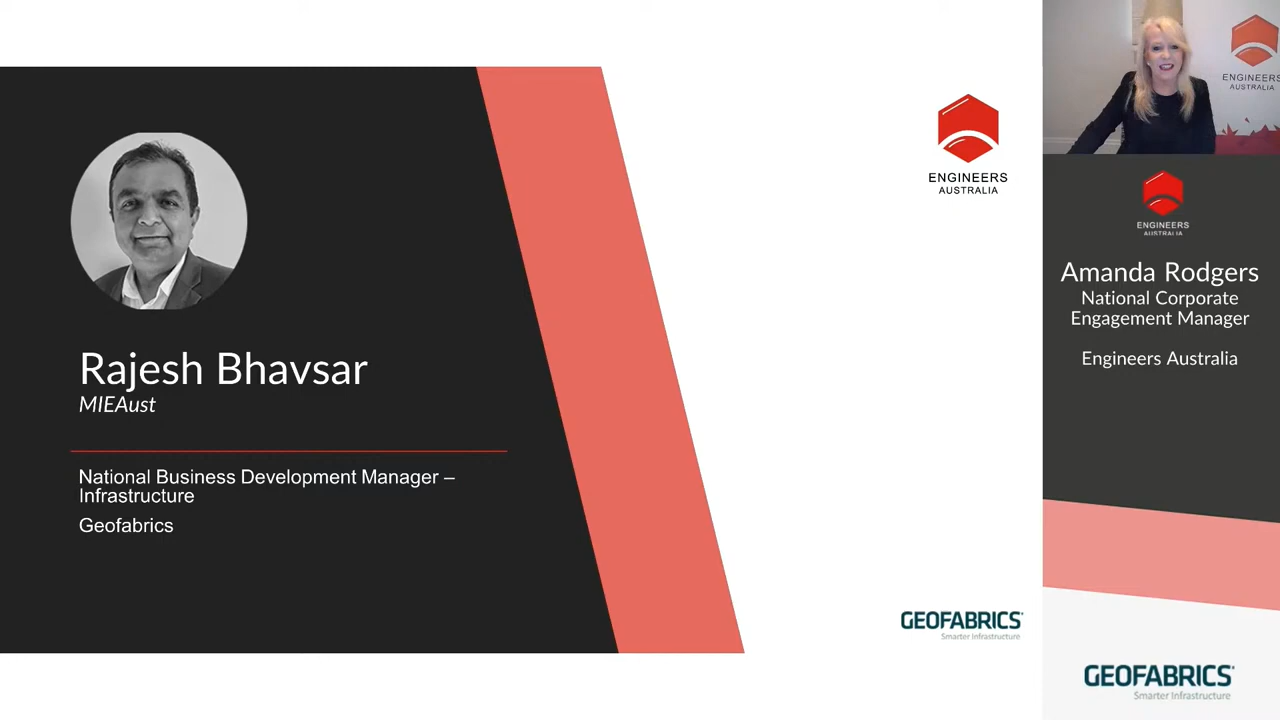 Rajesh Bhavsar
MIEAust
National Business Development Manager –
Infrastructure
Geofabrics
ENGINEERS
AUSTRALIA
GEOFABRICS
Smarter Infrastructure
ENGINEERS
AUSTRALIA
ENGINEERS
AUSTRALIA
Amanda Rodgers
National Corporate
Engagement Manager
Engineers Australia
GEOFABRICS
Smarter Infrastructure